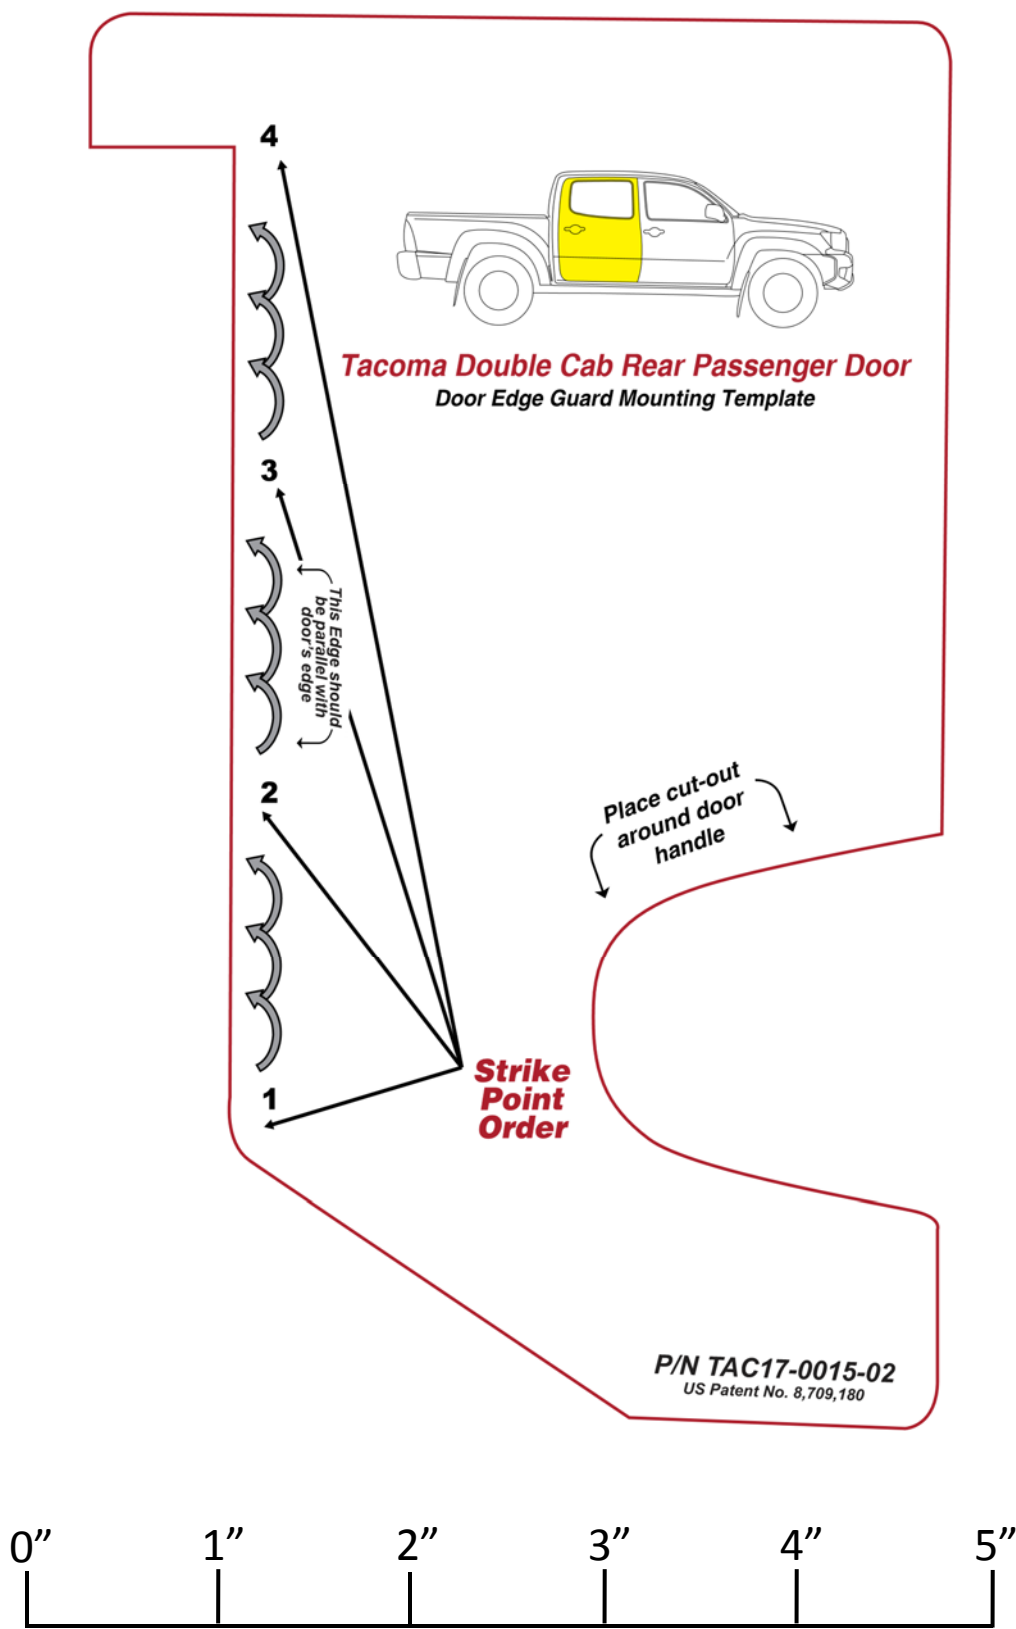 4
Tacoma Double Cab Rear Passenger Door
Door Edge Guard Mounting Template
3
This Edge should
be parallel with
door's edge
2
Place cut-out
around door
handle
Strike
Point
Order
1
P/N TAC17-0015-02
US Patent No. 8,709,180
0” 1” 2” 3” 4” 5”